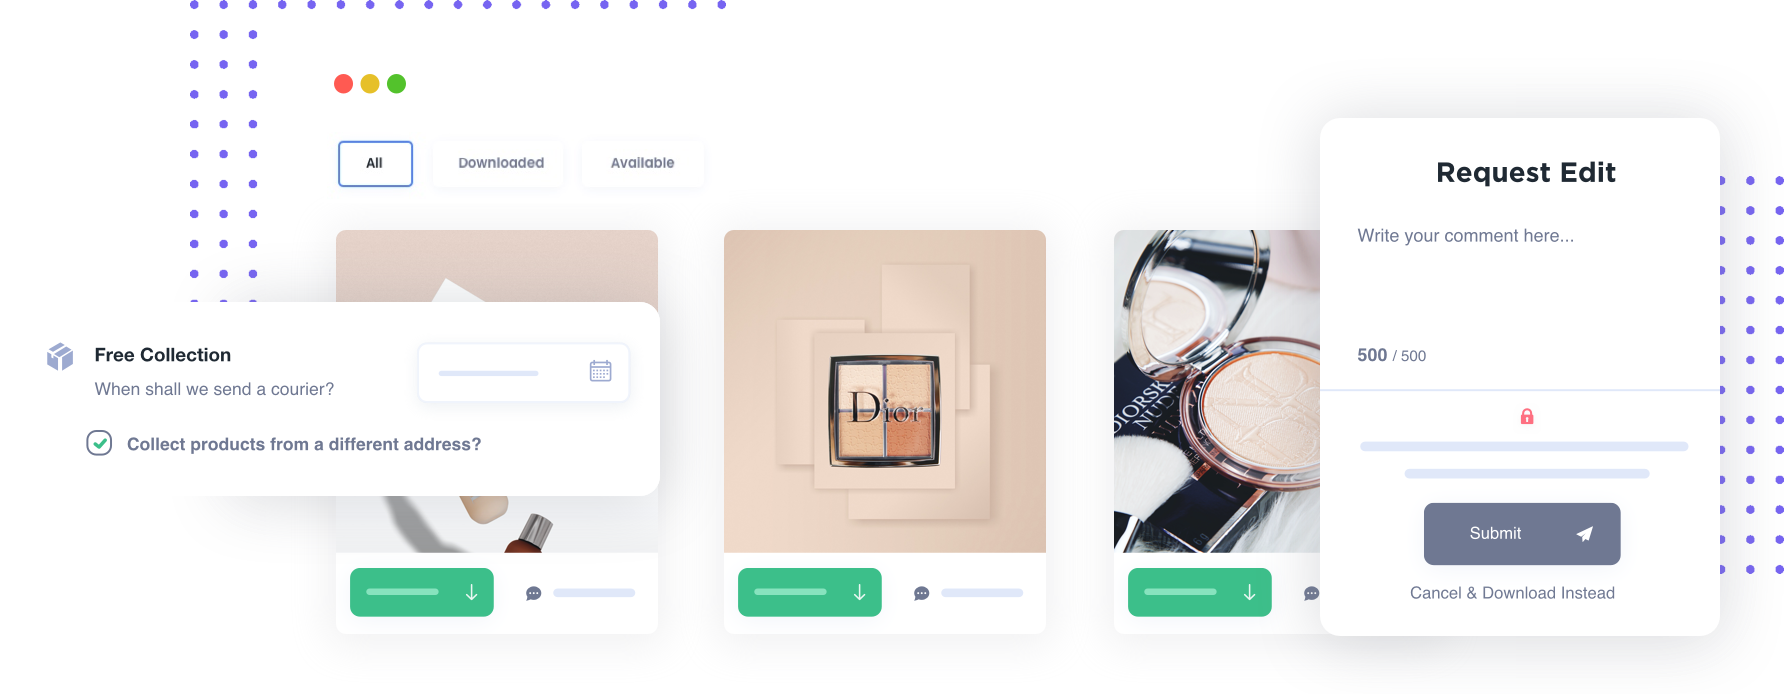 All
Downloaded
Available
Free Collection
When shall we send a courier?
Collect products from a different address?
Dior
DIORSK
NUDE
Request Edit
Write your comment here...
500 / 500
Submit
Cancel & Download Instead